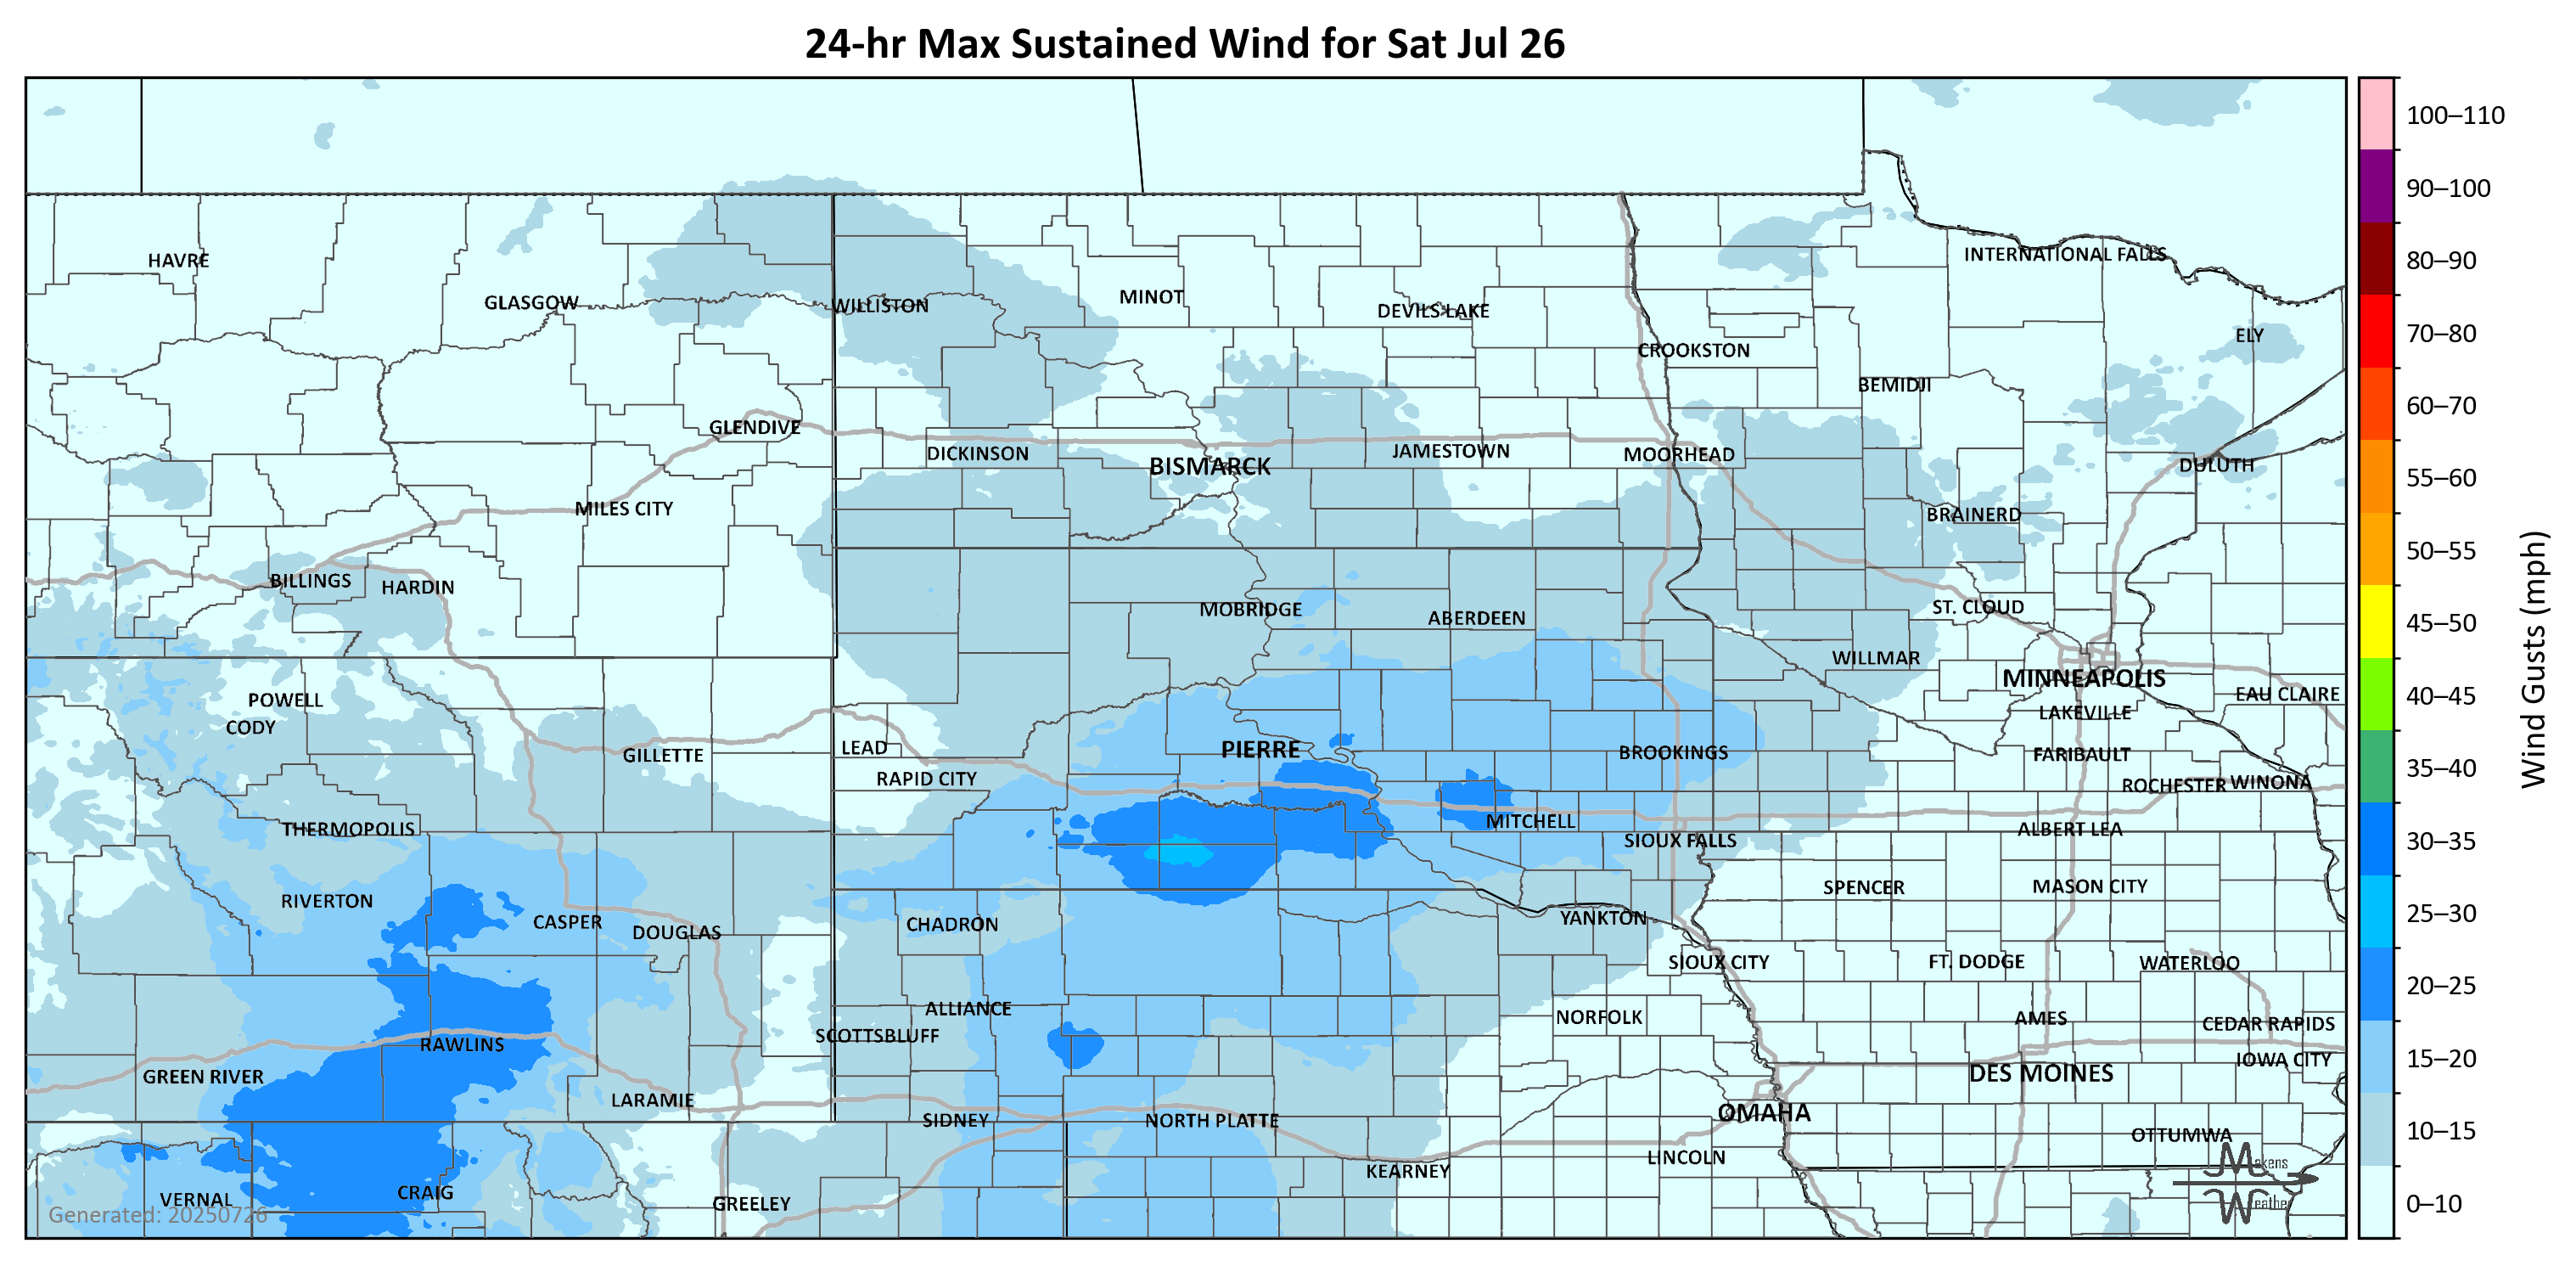 24-hr Max Sustained Wind for Sat Jul 26
100–110
90–100
80–90
70–80
60–70
55–60
50–55
45–50
40–45
35–40
30–35
25–30
20–25
15–20
10–15
0–10
Wind Gusts (mph)
HAVRE
GLASGOW
WILLISTON
MINOT
DEVILS LAKE
INTERNATIONAL FALLS
ELY
CROOKSTON
BEMIDJI
GLENDIVE
DICKINSON
BISMARCK
JAMESTOWN
MOORHEAD
DULUTH
MILES CITY
BRAINERD
BILLINGS
HARDIN
MOBRIDGE
ABERDEEN
ST. CLOUD
WILLMAR
MINNEAPOLIS
EAU CLAIRE
POWELL
CODY
LAKEVILLE
GILLETTE
LEAD
PIERRE
BROOKINGS
FARIBAULT
RAPID CITY
ROCHESTER
WINONA
THERMOPOLIS
MITCHELL
SIOUX FALLS
ALBERT LEA
RIVERTON
CASPER
DOUGLAS
CHADRON
YANKTON
SPENCER
MASON CITY
SIOUX CITY
FT. DODGE
WATERLOO
ALLIANCE
SCOTTSBLUFF
NORFOLK
AMES
CEDAR RAPIDS
RAWLINS
IOWA CITY
GREEN RIVER
DES MOINES
LARAMIE
SIDNEY
NORTH PLATTE
OMAHA
OTTUMWA
KEARNEY
LINCOLN
VERNAL
CRAIG
GREELEY
Generated: 20250726
Makens
Weather